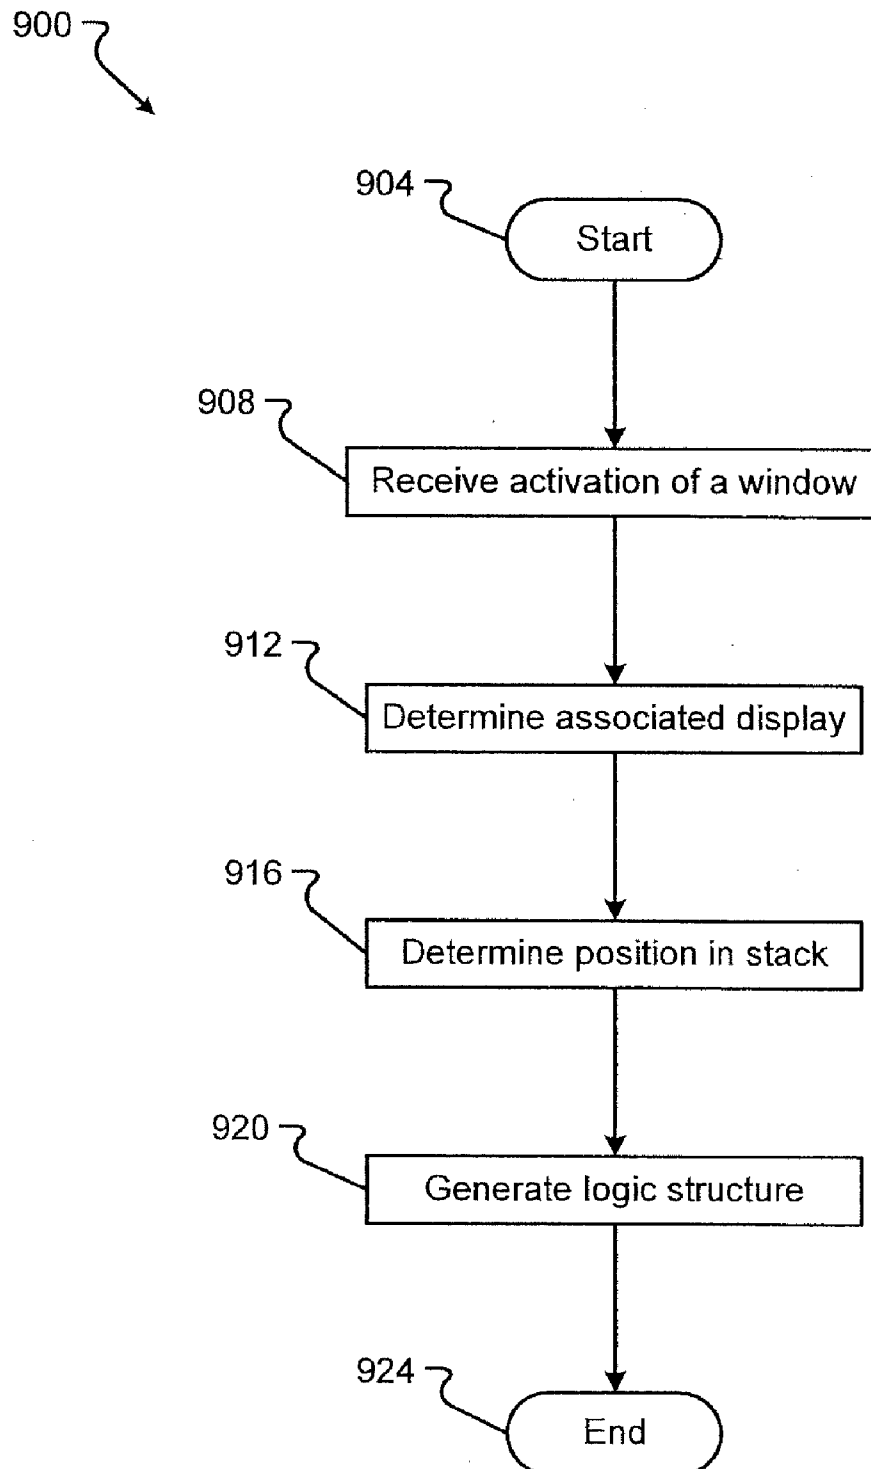 900
904
Start
908
Receive activation of a window
912
Determine associated display
916
Determine position in stack
920
Generate logic structure
924
End